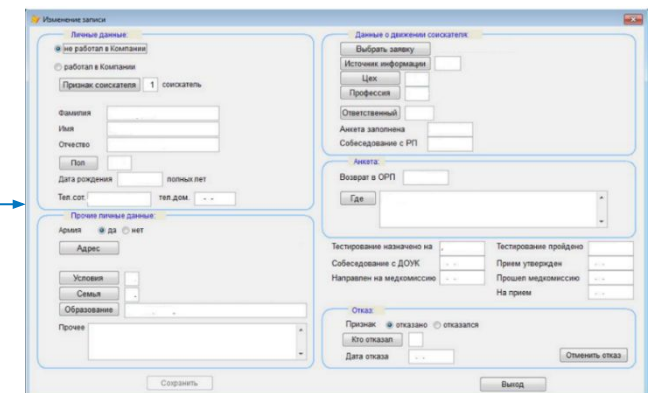 Изменение записи
Личные данные:
не работал в Компании
работал в Компании
Признак соискателя 1 соискатель
Фамилия
Имя
Отчество
Пол
Дата рождения полных лет
Тел.сот. тел.дом.
Прочие личные данные:
Армия да нет
Адрес
Условия
Семья
Образование
Прочее
Сохранить
Данные о движении соискателя:
Выбрать заявку
Источник информации
Цех
Профессия
Ответственный
Анкета заполнена
Собеседование с РП
Анкета:
Возврат в ОРП
Где
Тестирование назначено на Тестирование пройдено
Собеседование с ДОУК Прием утвержден
Направлен на медкомиссию Прошел медкомиссию
На прием
Отказ:
Признак отказано отказался
Кто отказал
Дата отказа Отменить отказ
Выход